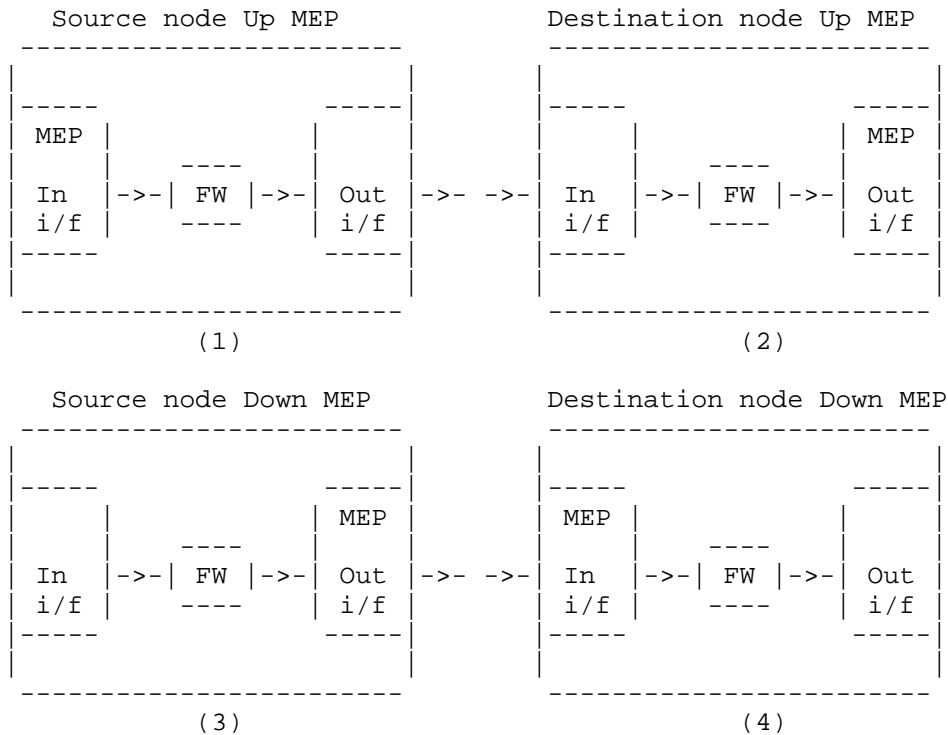 Source node Up MEP                Destination node Up MEP
 ------------------------         ------------------------
|                        |       |                        |
|-----              -----|       |-----              -----|
| MEP |            |     |       |     |            | MEP |
|     |    ----    |     |       |     |    ----    |     |
| In  |->-| FW |->-| Out |->- ->-| In  |->-| FW |->-| Out |
| i/f |    ----    | i/f |       | i/f |    ----    | i/f |
|-----              -----|       |-----              -----|
|                        |       |                        |
 ------------------------         ------------------------
(1)                               (2)
Source node Down MEP              Destination node Down MEP
 ------------------------         ------------------------
|                        |       |                        |
|-----              -----|       |-----              -----|
|     |            | MEP |       | MEP |            |     |
|     |    ----    |     |       |     |    ----    |     |
| In  |->-| FW |->-| Out |->- ->-| In  |->-| FW |->-| Out |
| i/f |    ----    | i/f |       | i/f |    ----    | i/f |
|-----              -----|       |-----              -----|
|                        |       |                        |
 ------------------------         ------------------------
(3)                               (4)